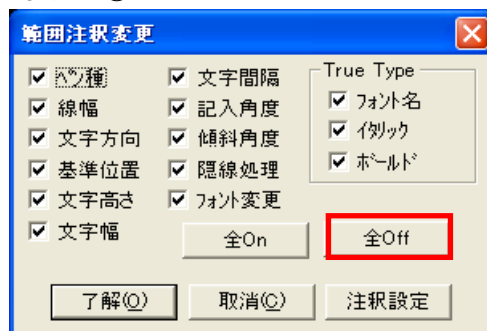 範囲注釈変更
ペン種
線幅
文字方向
基準位置
文字高さ
文字幅
文字間隔
記入角度
傾斜角度
隠線処理
フォント変更
True Type
フォント名
イタリック
ボールド
全On
全Off
了解(O)
取消(C)
注釈設定